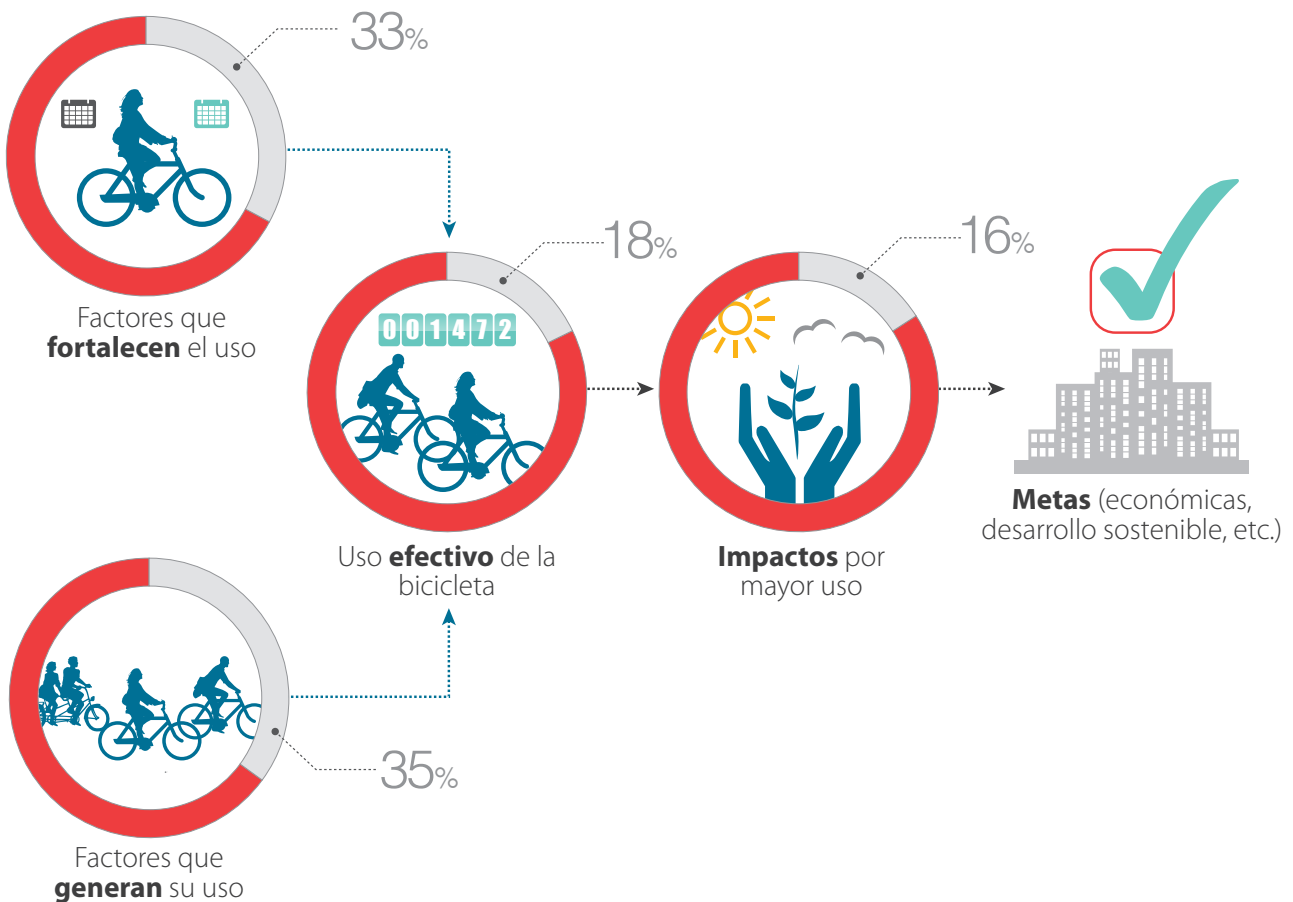 33%
Factores que
fortalecen el uso
18%
001472
Uso efectivo de la
bicicleta
16%
Impactos por
mayor uso
Metas (económicas,
desarrollo sostenible, etc.)
35%
Factores que
generan su uso